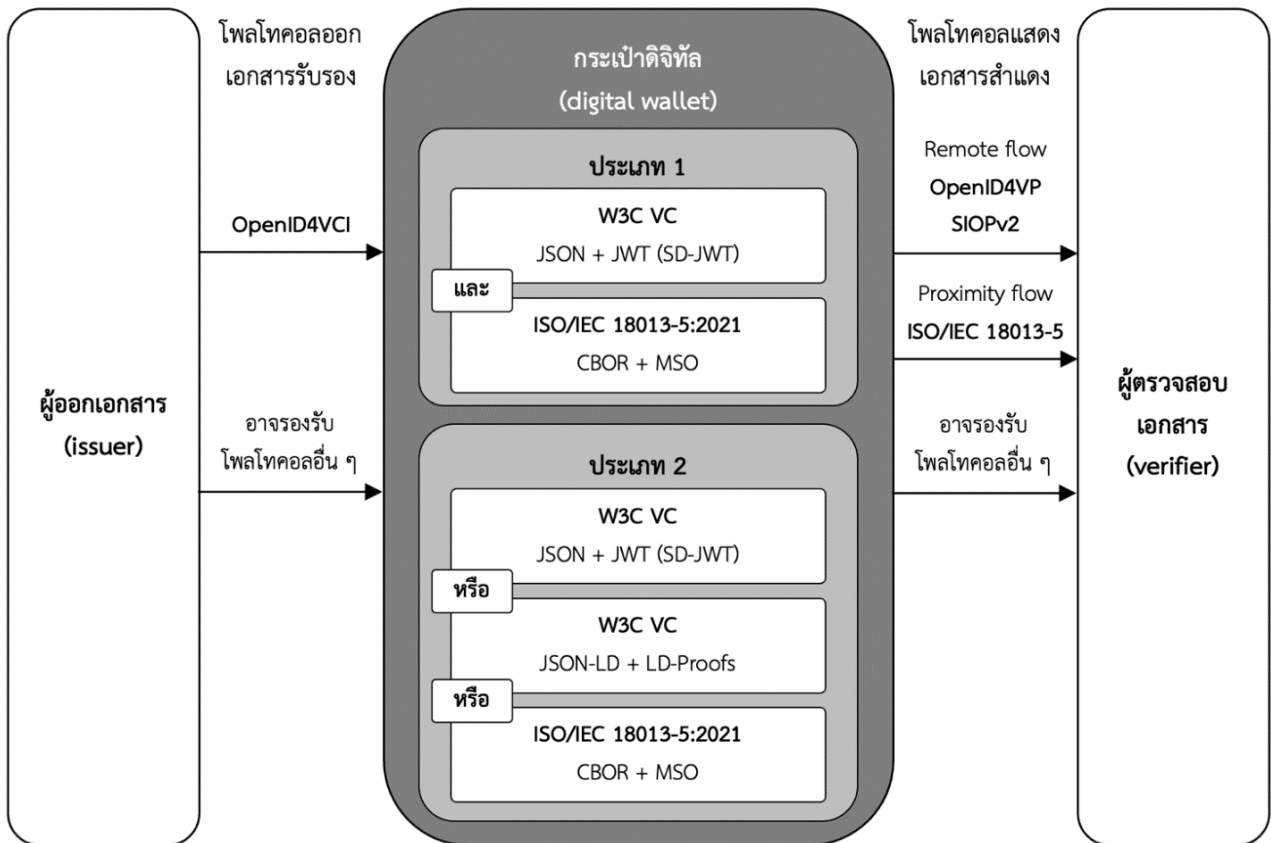 โพลโทคอลออก
เอกสารรับรอง
กระเป๋าดิจิทัล
(digital wallet)
โพลโทคอลแสดง
เอกสารสำแดง
ประเภท 1
W3C VC
JSON + JWT (SD-JWT)
และ
ISO/IEC 18013-5:2021
CBOR + MSO
OpenID4VCI
Remote flow
OpenID4VP
SIOPv2
Proximity flow
ISO/IEC 18013-5
ผู้ออกเอกสาร
(issuer)
อาจรองรับ
โพลโทคอลอื่น ๆ
ประเภท 2
W3C VC
JSON + JWT (SD-JWT)
หรือ
W3C VC
JSON-LD + LD-Proofs
หรือ
ISO/IEC 18013-5:2021
CBOR + MSO
อาจรองรับ
โพลโทคอลอื่น ๆ
ผู้ตรวจสอบ
เอกสาร
(verifier)